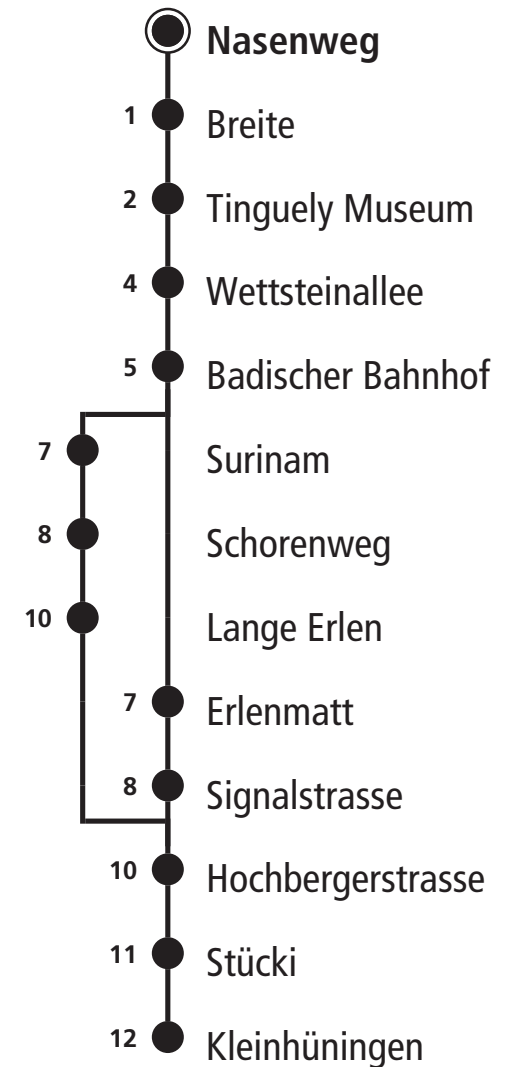 Nasenweg
1 Breite
2 Tinguely Museum
4 Wettsteinallee
5 Badischer Bahnhof
7 Surinam
8 Schorenweg
10 Lange Erlen
7 Erlenmatt
8 Signalstrasse
10 Hochbergerstrasse
11 Stücki
12 Kleinhüningen